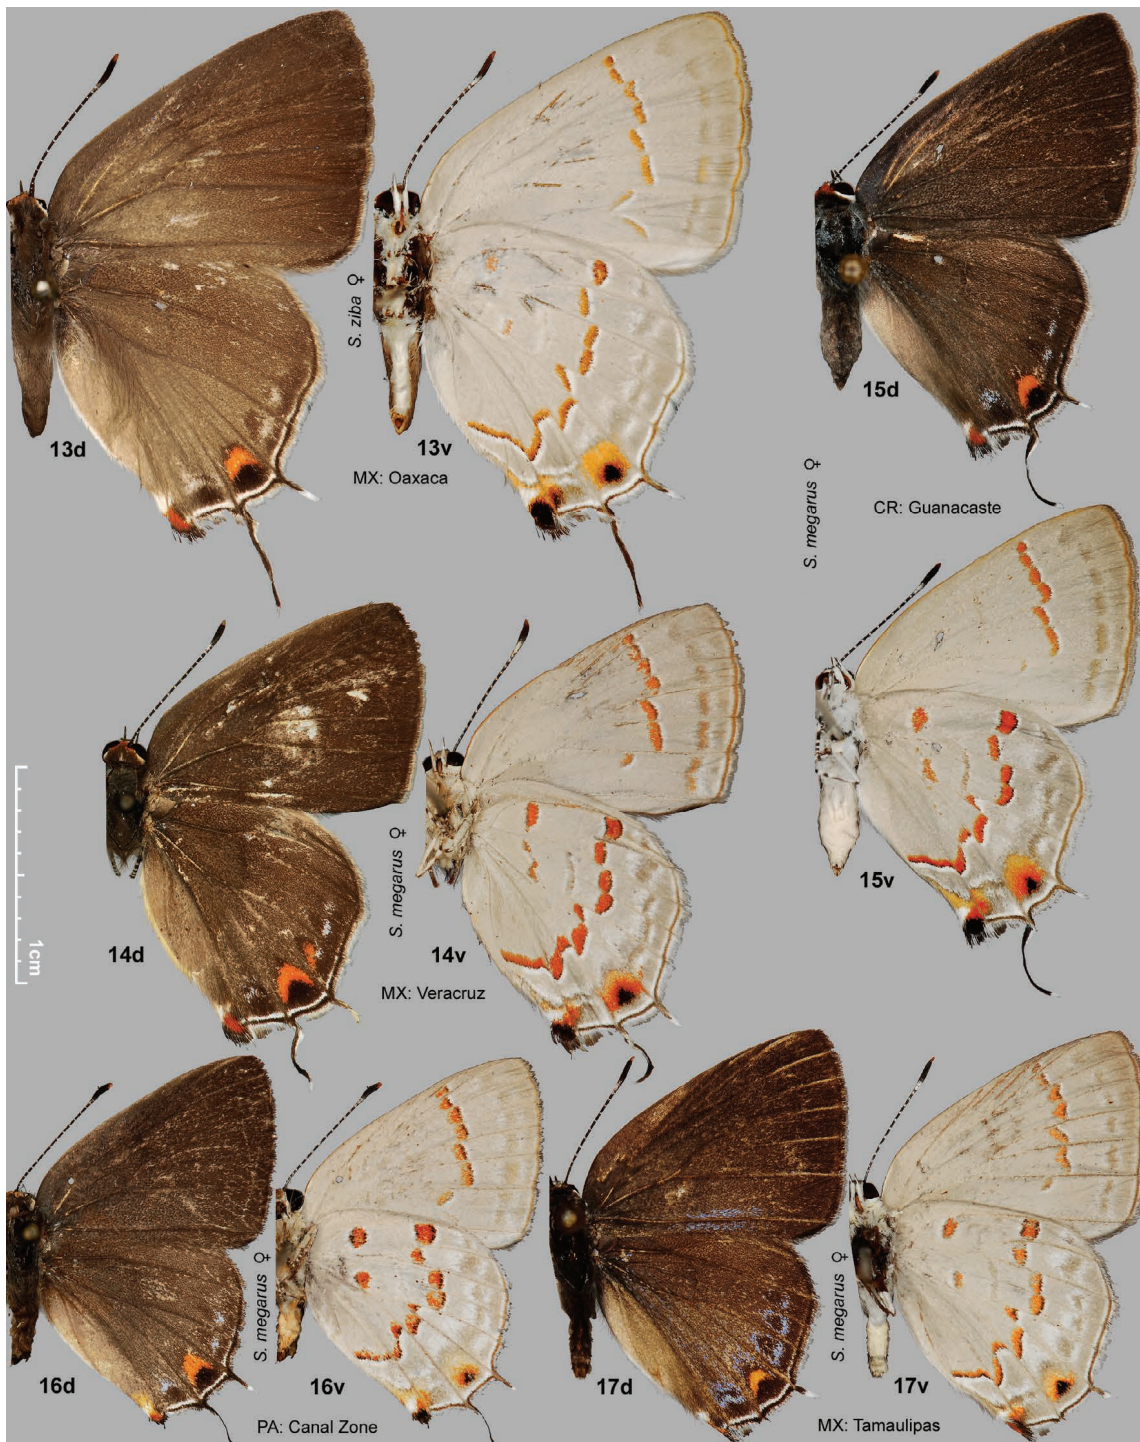 13d
S. ziba ♀
13v
MX: Oaxaca
15d
S. megarus ♀
CR: Guanacaste
15v
14d
S. megarus ♀
14v
MX: Veracruz
1cm
16d
S. megarus ♀
16v
PA: Canal Zone
17d
S. megarus ♀
17v
MX: Tamaulipas